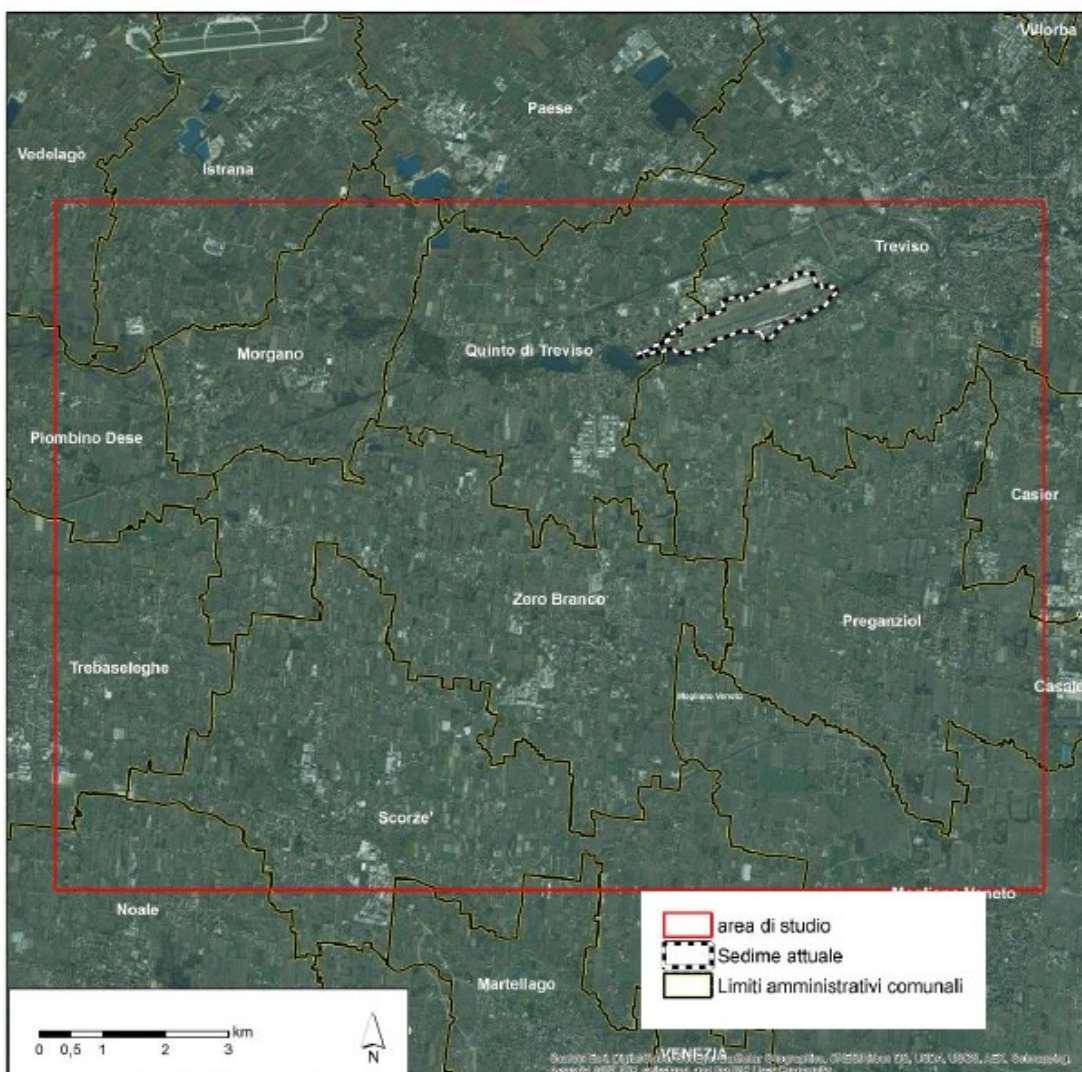 Villorba
Paese
Vedelago
Istrana
Treviso
Morgano
Quinto di Treviso
Piombino Dese
Casier
Zero Branco
Preganziol
Trebaseleghe
Casale
Mogliano Veneto
Scorze'
Noale
Mogliano Veneto
area di studio
Sedime attuale
Limiti amministrativi comunali
Martellago
km
0 0,5 1 2 3
N
VENEZIA